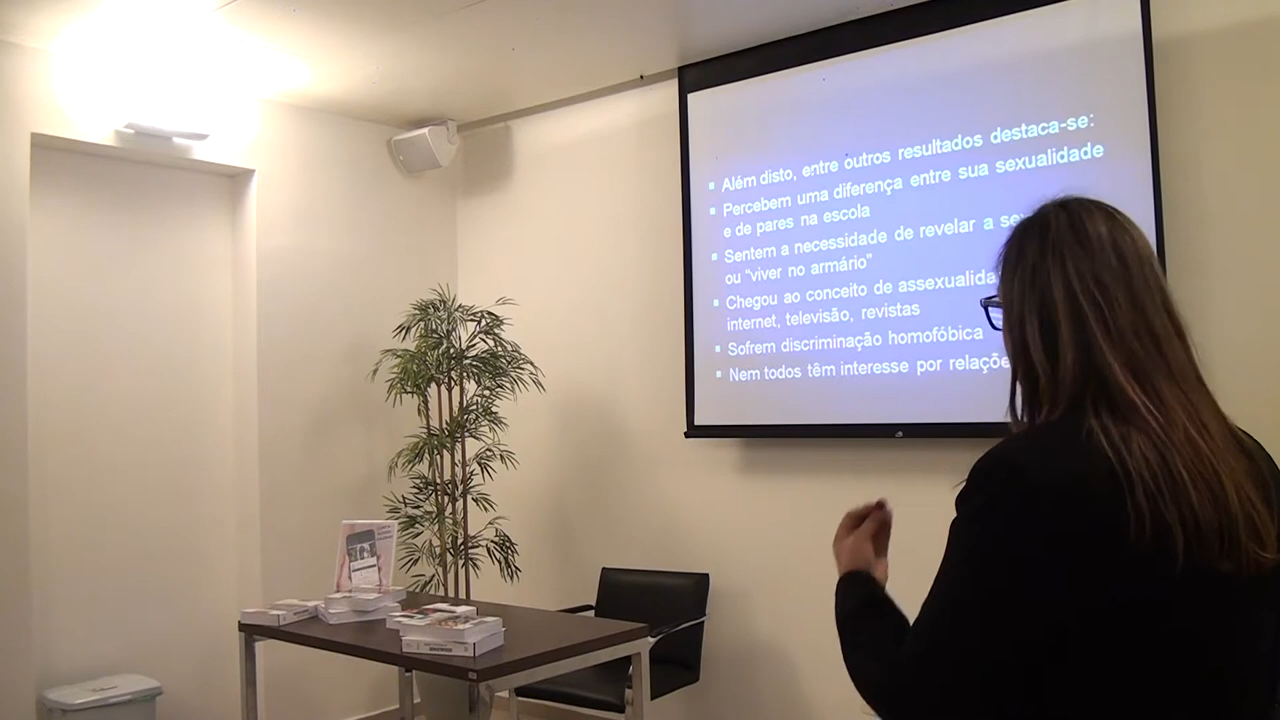 Além disto, entre outros resultados destaca-se:
Percebem uma diferença entre sua sexualidade
e de pares na escola
Sentem a necessidade de revelar a
ou "viver no armário"
Chegou ao conceito de
internet, televisão, revistas
Sofrem discriminação homofóbica
Nem todos têm interesse por